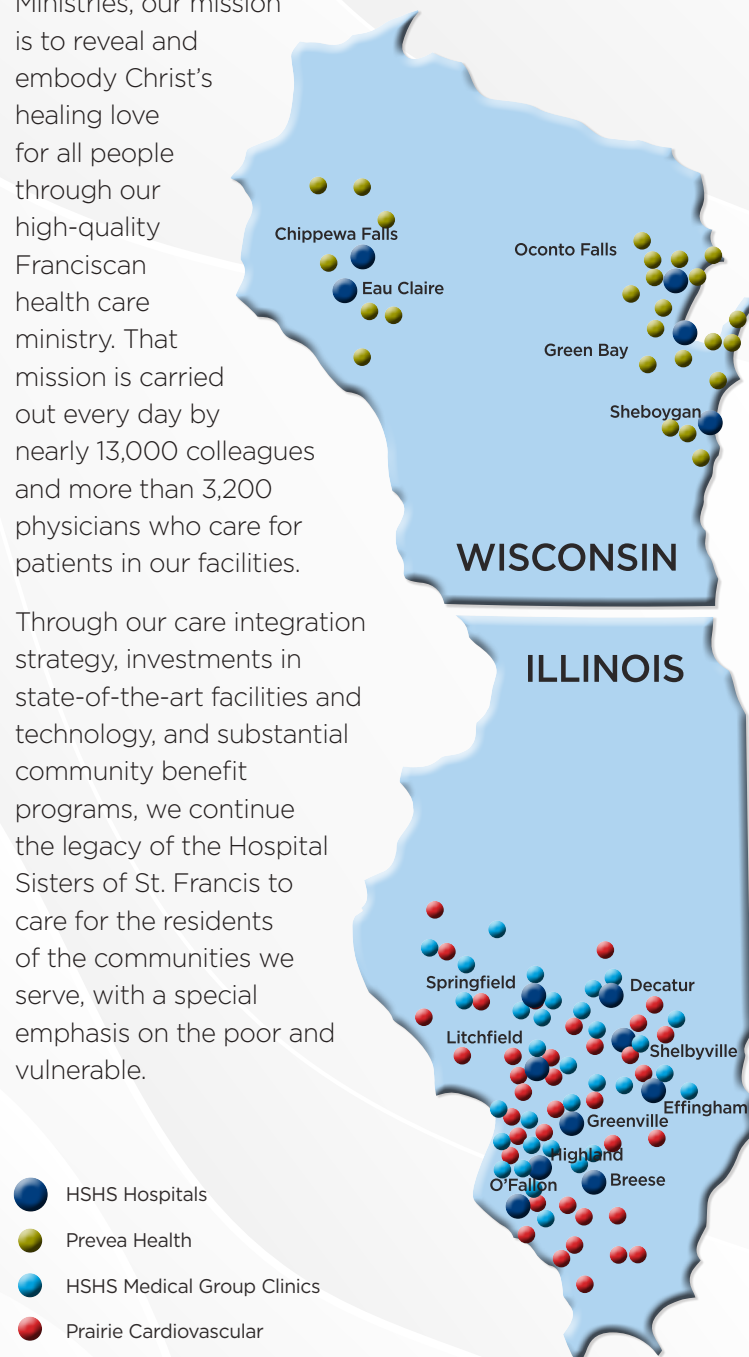 Ministries, our mission
is to reveal and
embody Christ's
healing love
for all people
through our
high-quality
Franciscan
health care
ministry. That
mission is carried
out every day by
nearly 13,000 colleagues
and more than 3,200
physicians who care for
patients in our facilities.
Through our care integration
strategy, investments in
state-of-the-art facilities and
technology, and substantial
community benefit
programs, we continue
the legacy of the Hospital
Sisters of St. Francis to
care for the residents
of the communities we
serve, with a special
emphasis on the poor and
vulnerable.
HSHS Hospitals
Prevea Health
HSHS Medical Group Clinics
Prairie Cardiovascular
Chippewa Falls
Eau Claire
Oconto Falls
Green Bay
Sheboygan
WISCONSIN
ILLINOIS
Springfield
Decatur
Litchfield
Shelbyville
Effingham
Greenville
Highland
Breese
O'Fallon